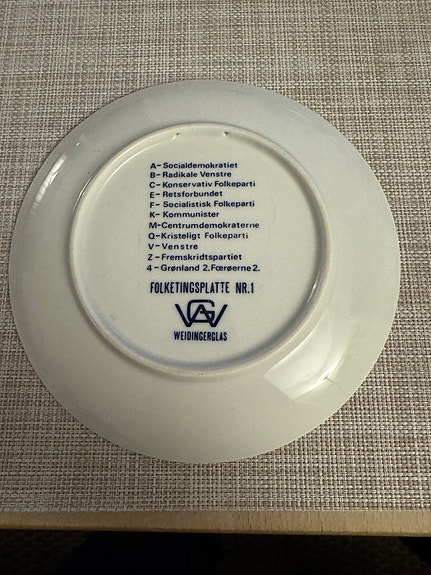 A- Socialdemokratiet
B- Radikale Venstre
C- Konservativ Folkeparti
E- Retsforbundet
F- Socialistisk Folkeparti
K- Kommunister
M-Centrumdemokraterne
Q-Kristeligt Folkeparti
V- Venstre
Z- Fremskridtspartiet
4- Grønland 2.Færøerne 2.
FOLKETINGSPLATTE NR.1
WGV
WEIDINGERGLAS